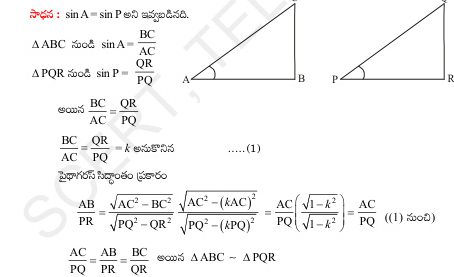 సాధన : sin A = sin P అని ఇవ్వబడినది.
Δ ABC నుండి sin A = BC/AC
Δ PQR నుండి sin P = QR/PQ
A B P R
అయిన BC/AC = QR/PQ
BC/AC = QR/PQ = k అనుకొనిన .....(1)
పైథాగరస్ సిద్ధాంతం ప్రకారం
AB/PR = √(AC² − BC²)/√(PQ² − QR²) √(AC² − (kAC)²)/√(PQ² − (kPQ)²) = AC/PQ (√(1 − k²)/√(1 − k²)) = AC/PQ ((1) నుంచి)
AC/PQ = AB/PR = BC/QR అయిన Δ ABC ~ Δ PQR